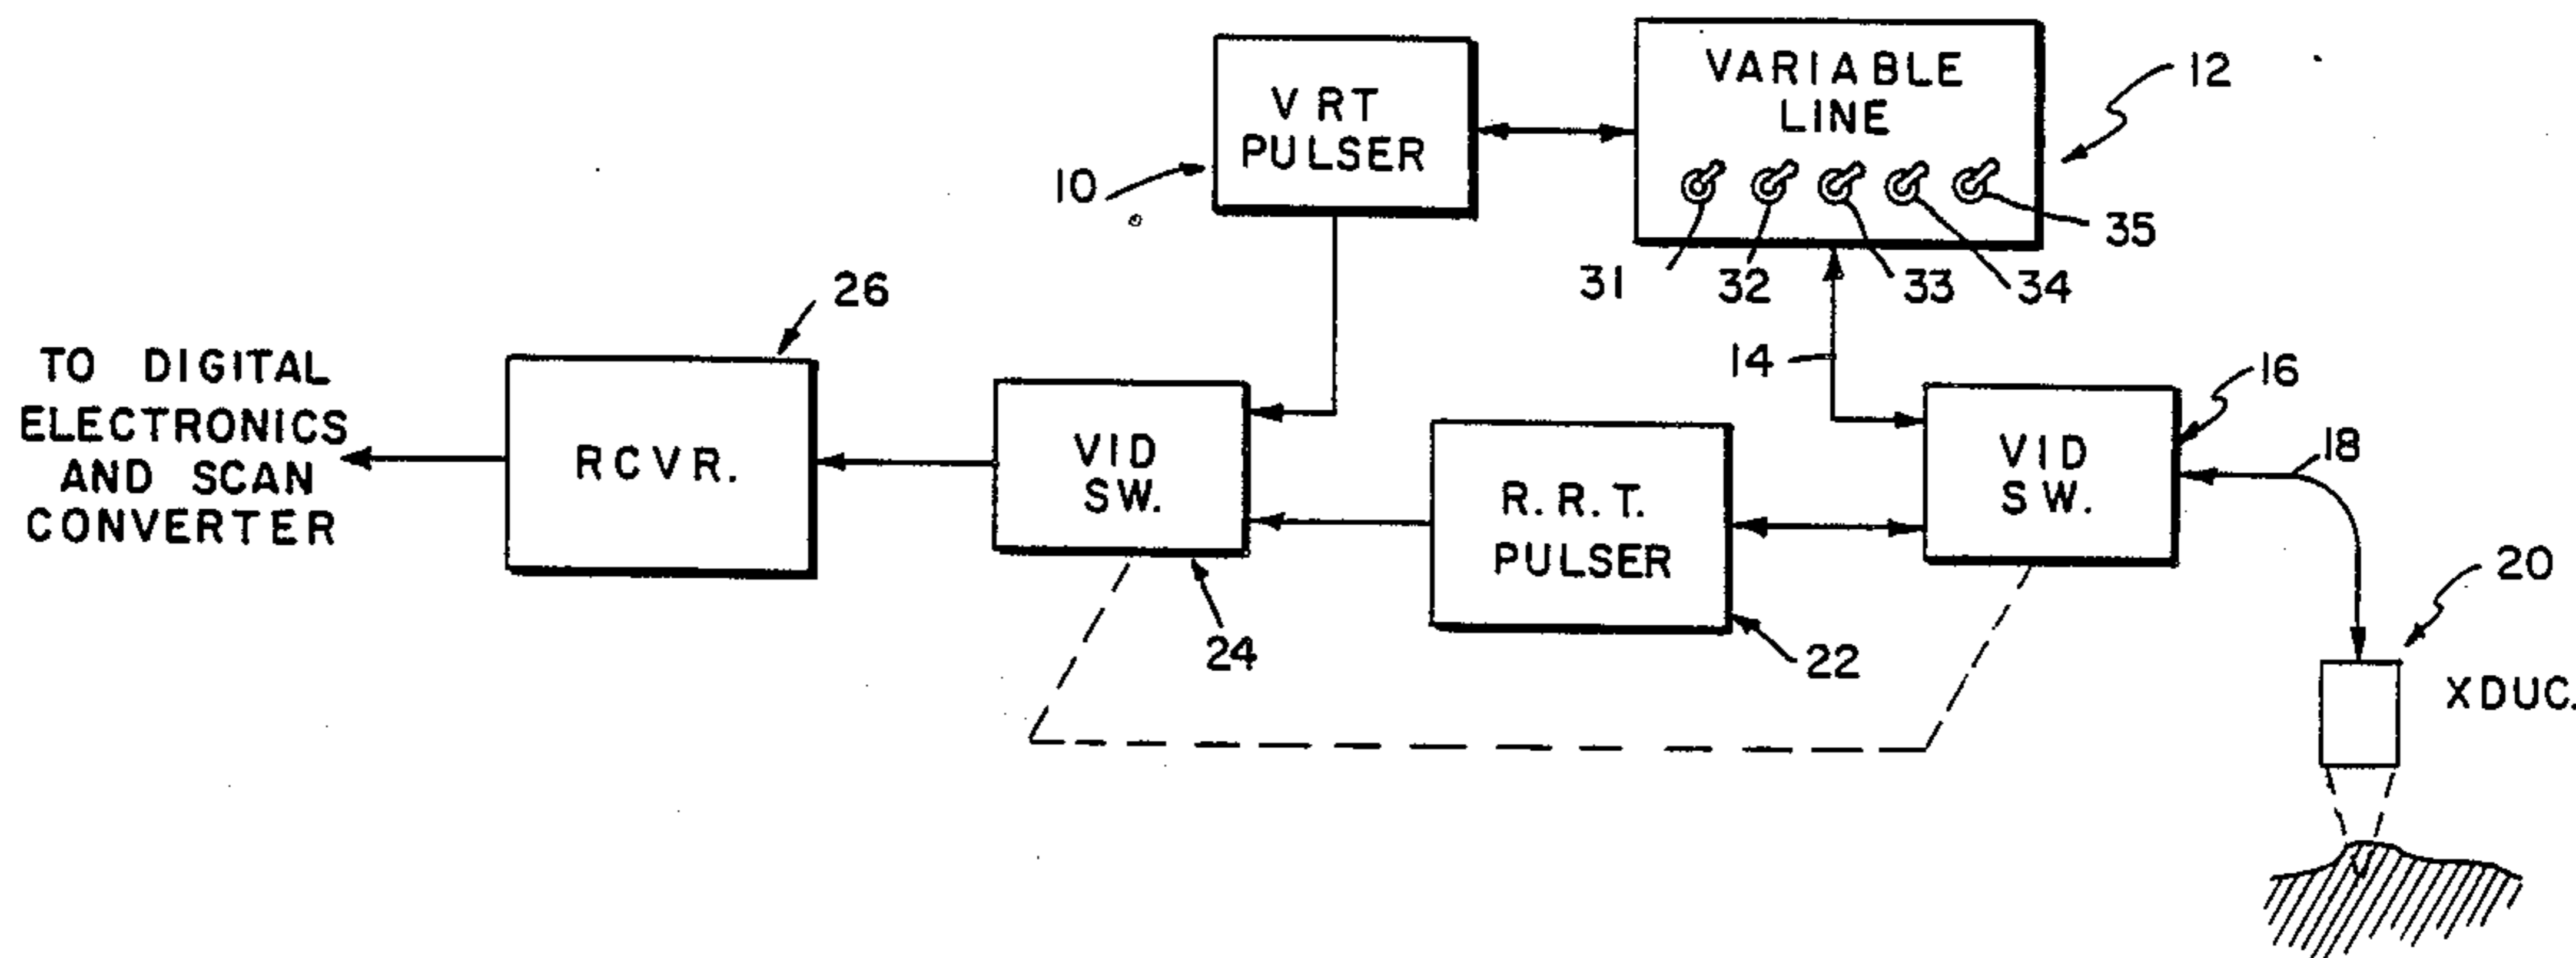 V RT
PULSER
10
VARIABLE
LINE
12
31
32
33
34
35
14
26
TO DIGITAL
ELECTRONICS
AND SCAN
CONVERTER
RCVR.
VID
SW.
24
R.R.T.
PULSER
22
VID
SW.
16
18
20
XDUC.